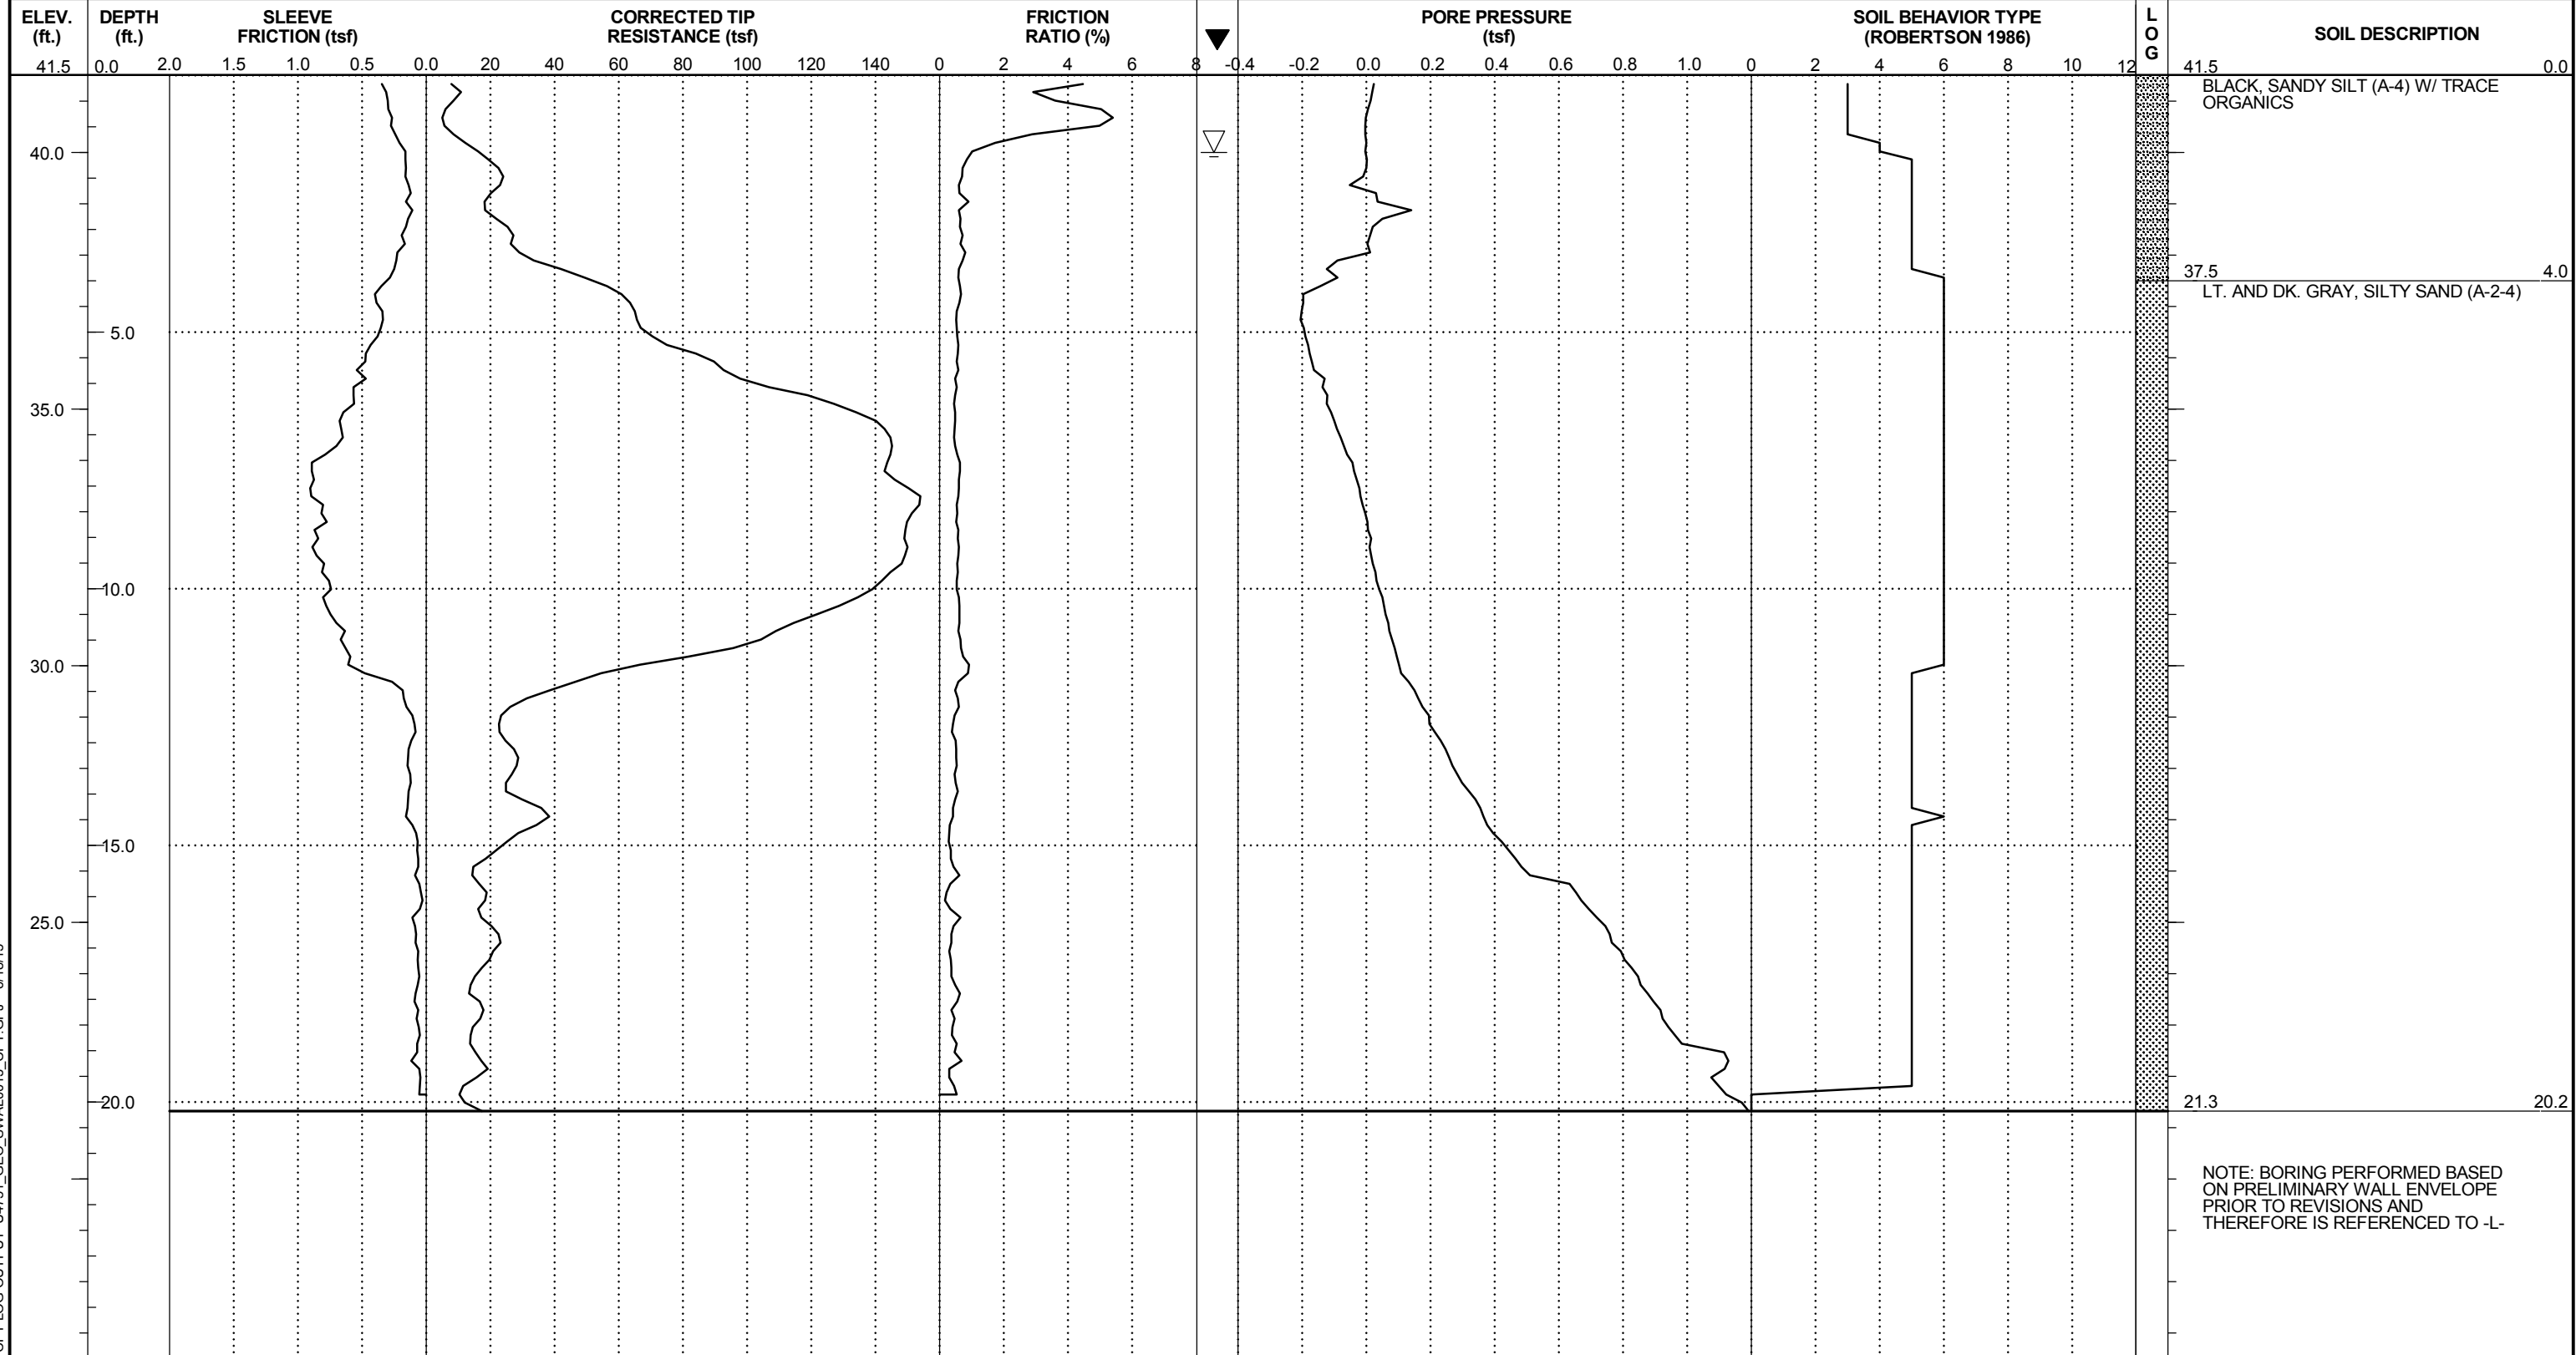 ELEV.
(ft.)
DEPTH
(ft.)
SLEEVE
FRICTION (tsf)
CORRECTED TIP
RESISTANCE (tsf)
FRICTION
RATIO (%)
PORE PRESSURE
(tsf)
SOIL BEHAVIOR TYPE
(ROBERTSON 1986)
L
O
G
SOIL DESCRIPTION
41.5 0.0 2.0 1.5 1.0 0.5 0.0 20 40 60 80 100 120 140 0 2 4 6 8 -0.4 -0.2 0.0 0.2 0.4 0.6 0.8 1.0 0 2 4 6 8 10 12 41.5 0.0
BLACK, SANDY SILT (A-4) W/ TRACE
ORGANICS
40.0
37.5 4.0
LT. AND DK. GRAY, SILTY SAND (A-2-4)
5.0
35.0
10.0
30.0
15.0
25.0
20.0
21.3 20.2
NOTE: BORING PERFORMED BASED
ON PRELIMINARY WALL ENVELOPE
PRIOR TO REVISIONS AND
THEREFORE IS REFERENCED TO -L-